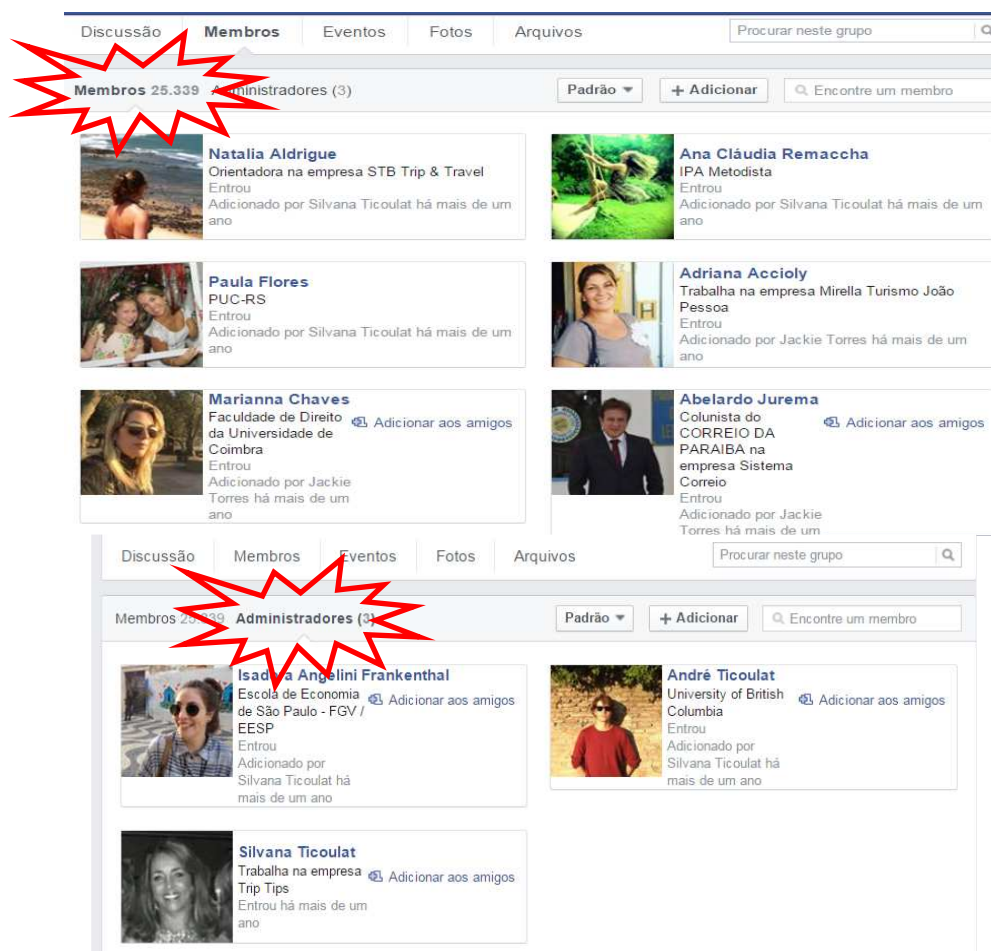 Discussão Membros Eventos Fotos Arquivos Procurar neste grupo
Membros 25.339 Administradores (3) Padrão + Adicionar Encontre um membro
Natalia Aldrigue
Orientadora na empresa STB Trip & Travel
Entrou
Adicionado por Silvana Ticoulat há mais de um
ano
Ana Cláudia Remaccha
IPA Metodista
Entrou
Adicionado por Silvana Ticoulat há mais de um
ano
Paula Flores
PUC-RS
Entrou
Adicionado por Silvana Ticoulat há mais de um
ano
Adriana Accioly
Trabalha na empresa Mirella Turismo João
Pessoa
Entrou
Adicionado por Jackie Torres há mais de um
ano
Marianna Chaves
Faculdade de Direito
da Universidade de
Coimbra
Entrou
Adicionado por Jackie
Torres há mais de um
ano
Adicionar aos amigos
Abelardo Jurema
Colunista do
CORREIO DA
PARAIBA na
empresa Sistema
Correio
Entrou
Adicionado por Jackie
Torres há mais de um
Adicionar aos amigos
Discussão Membros Eventos Fotos Arquivos Procurar neste grupo
Membros 25.339 Administradores (3) Padrão + Adicionar Encontre um membro
Isadora Angelini Frankenthal
Escola de Economia
de São Paulo - FGV /
EESP
Entrou
Adicionado por
Silvana Ticoulat há
mais de um ano
Adicionar aos amigos
André Ticoulat
University of British
Columbia
Entrou
Adicionado por
Silvana Ticoulat há
mais de um ano
Adicionar aos amigos
Silvana Ticoulat
Trabalha na empresa
Trip Tips
Entrou há mais de um
ano
Adicionar aos amigos